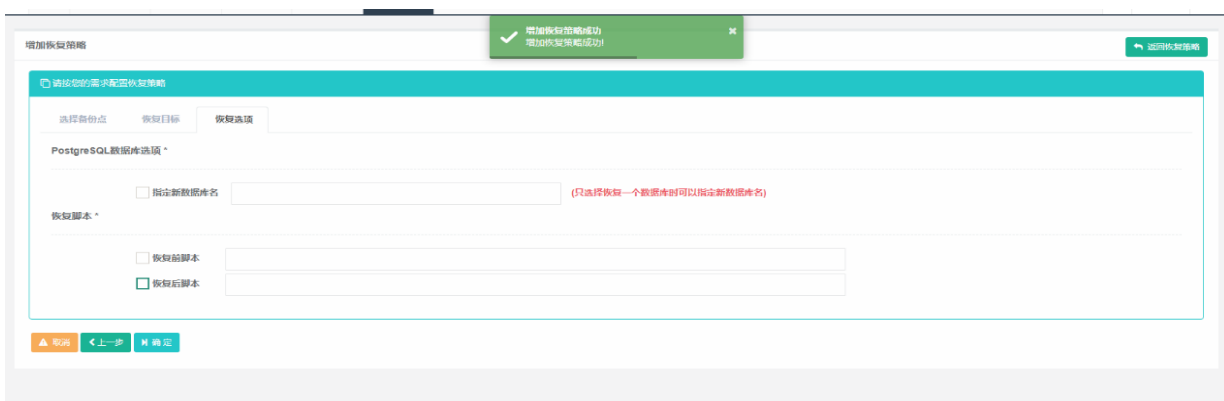 增加恢复策略成功
增加恢复策略成功!
增加恢复策略
返回恢复策略
请按您的需求配置恢复策略
选择备份点 恢复目标 恢复选项
PostgreSQL数据库选项 ^
指定新数据库名 (只选择恢复一个数据库时可以指定新数据库名)
恢复脚本 ^
恢复前脚本
恢复后脚本
取消 上一步 确定